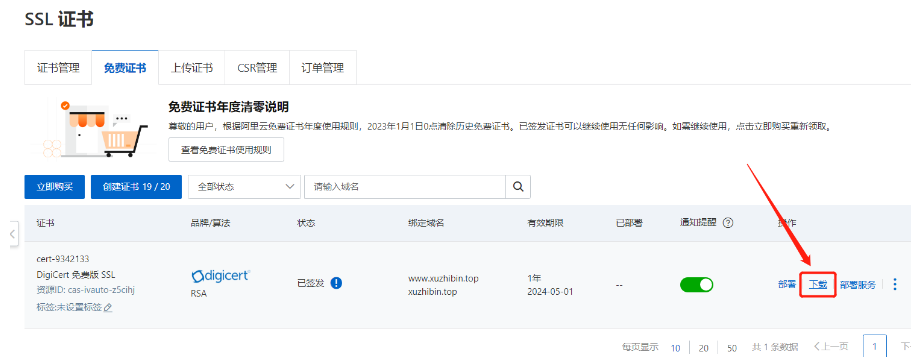 SSL 证书
证书管理 免费证书 上传证书 CSR管理 订单管理
免费证书年度清零说明
尊敬的用户，根据阿里云免费证书年度使用规则，2023年1月1日0点清除历史免费证书。已签发证书可以继续使用无任何影响。如需继续使用，点击立即购买重新领取。
查看免费证书使用规则
立即购买 创建证书 19 / 20 全部状态 请输入域名
证书 品牌/算法 状态 绑定域名 有效期限 已部署 通知提醒 操作
cert-9342133
DigiCert 免费版 SSL
资源ID: cas-ivauto-z5cihj
标签:未设置标签
digicert
RSA
已签发
www.xuzhibin.top
xuzhibin.top
1年
2024-05-01
--
部署 下载 部署服务
每页显示 10 20 50 共 1 条数据 上一页 1 下